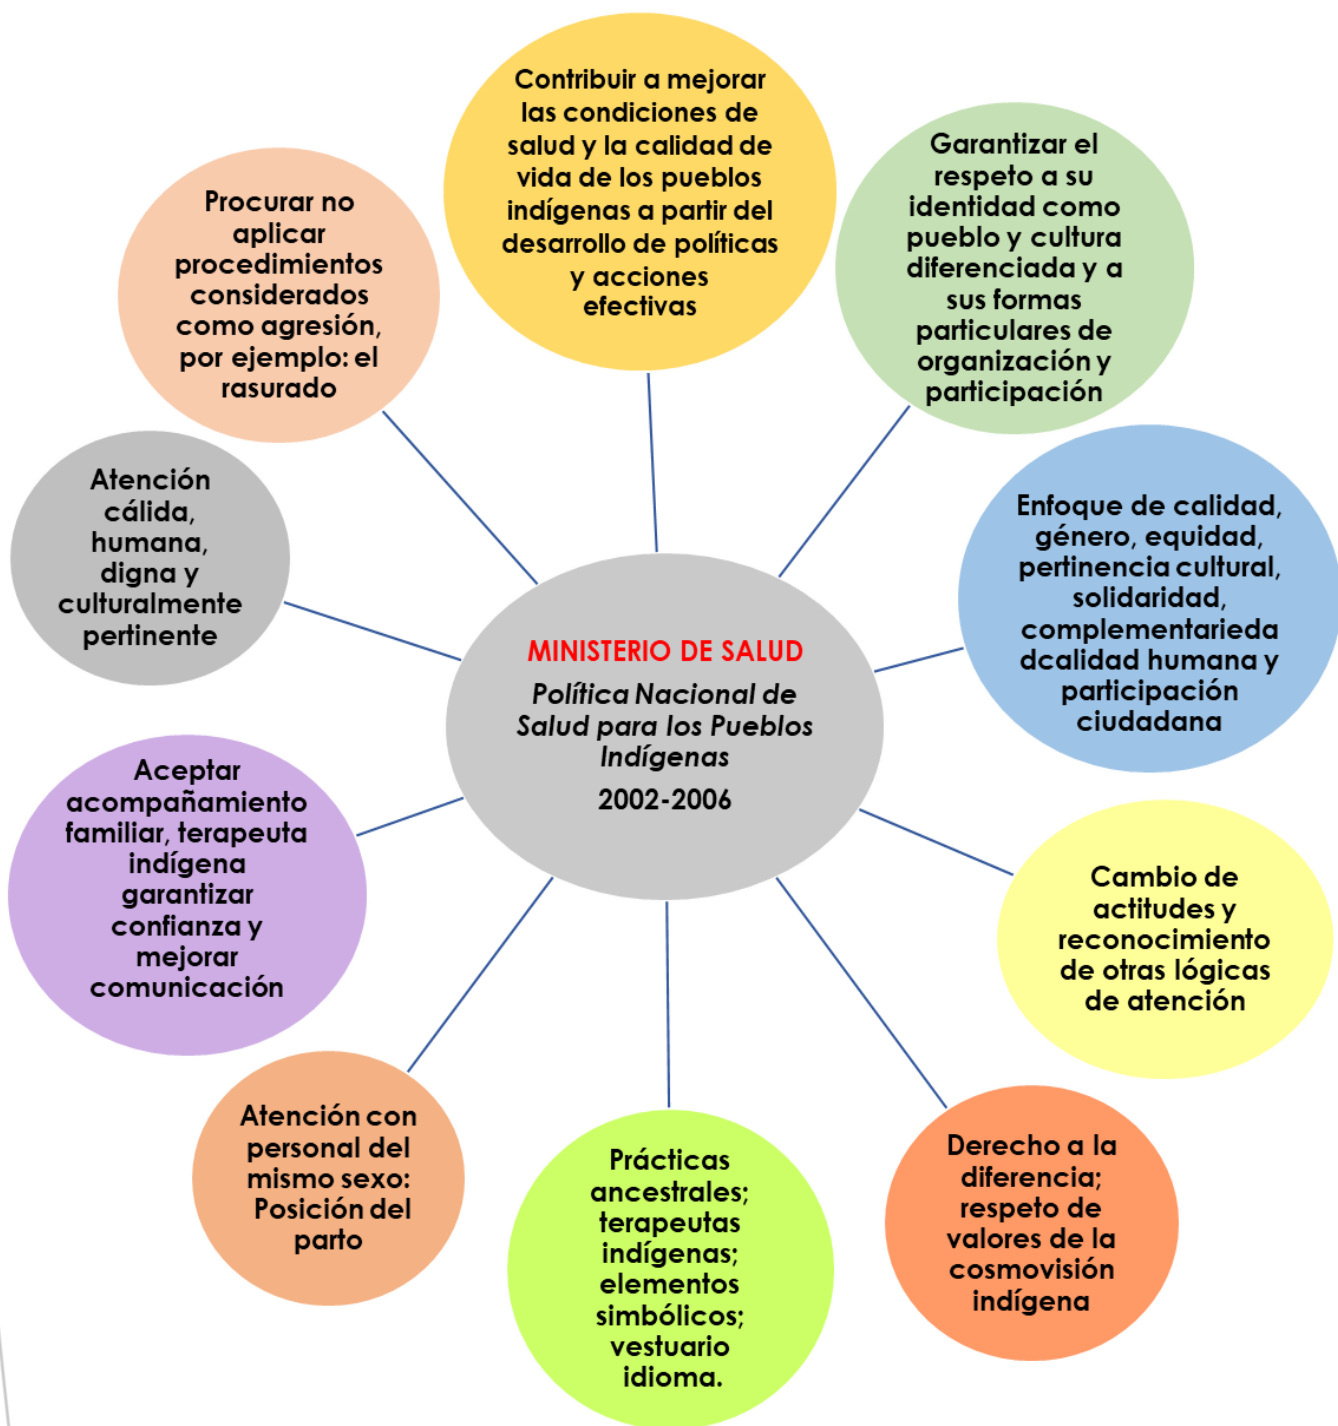 Contribuir a mejorar
las condiciones de
salud y la calidad de
vida de los pueblos
indígenas a partir del
desarrollo de políticas
y acciones
efectivas
Garantizar el
respeto a su
identidad como
pueblo y cultura
diferenciada y a
sus formas
particulares de
organización y
participación
Enfoque de calidad,
género, equidad,
pertinencia cultural,
solidaridad,
complementarieda
dcalidad humana y
participación
ciudadana
Cambio de
actitudes y
reconocimiento
de otras lógicas
de atención
Derecho a la
diferencia;
respeto de
valores de la
cosmovisión
indígena
Prácticas
ancestrales;
terapeutas
indígenas;
elementos
simbólicos;
vestuario
idioma.
Atención con
personal del
mismo sexo:
Posición del
parto
Aceptar
acompañamiento
familiar, terapeuta
indígena
garantizar
confianza y
mejorar
comunicación
Atención
cálida,
humana,
digna y
culturalmente
pertinente
Procurar no
aplicar
procedimientos
considerados
como agresión,
por ejemplo: el
rasurado
MINISTERIO DE SALUD
Política Nacional de
Salud para los Pueblos
Indígenas
2002-2006